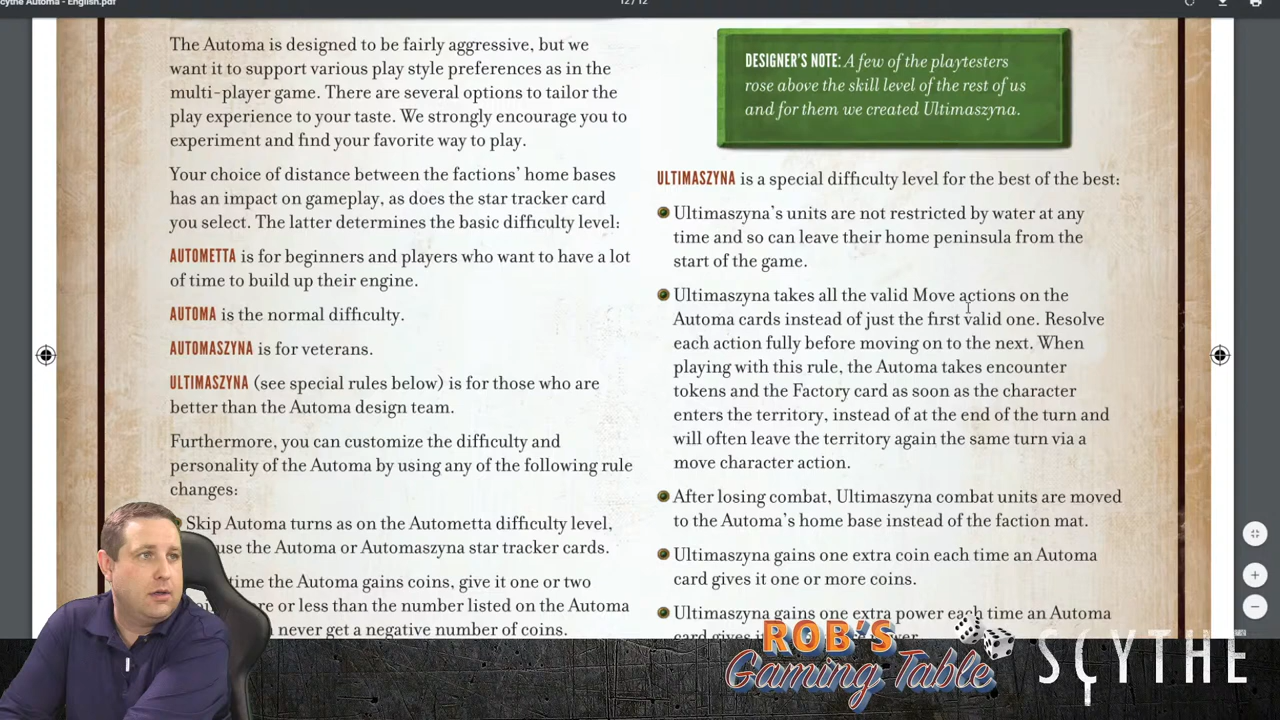 cythe Automa - English.pdf
12 / 12
The Automa is designed to be fairly aggressive, but we
want it to support various play style preferences as in the
multi-player game. There are several options to tailor the
play experience to your taste. We strongly encourage you to
experiment and find your favorite way to play.
Your choice of distance between the factions' home bases
has an impact on gameplay, as does the star tracker card
you select. The latter determines the basic difficulty level:
AUTOMETTA is for beginners and players who want to have a lot
of time to build up their engine.
AUTOMA is the normal difficulty.
AUTOMASZYNA is for veterans.
ULTIMASZYNA (see special rules below) is for those who are
better than the Automa design team.
Furthermore, you can customize the difficulty and
personality of the Automa by using any of the following rule
changes:
Skip Automa turns as on the Autometta difficulty level,
use the Automa or Automaszyna star tracker cards.
time the Automa gains coins, give it one or two
re or less than the number listed on the Automa
never get a negative number of coins.
DESIGNER'S NOTE: A few of the playtesters
rose above the skill level of the rest of us
and for them we created Ultimaszyna.
ULTIMASZYNA is a special difficulty level for the best of the best:
Ultimaszyna's units are not restricted by water at any
time and so can leave their home peninsula from the
start of the game.
Ultimaszyna takes all the valid Move actions on the
Automa cards instead of just the first valid one. Resolve
each action fully before moving on to the next. When
playing with this rule, the Automa takes encounter
tokens and the Factory card as soon as the character
enters the territory, instead of at the end of the turn and
will often leave the territory again the same turn via a
move character action.
After losing combat, Ultimaszyna combat units are moved
to the Automa's home base instead of the faction mat.
Ultimaszyna gains one extra coin each time an Automa
card gives it one or more coins.
Ultimaszyna gains one extra power each time an Automa
card gives
ROB'S
Gaming Table
SCYTHE